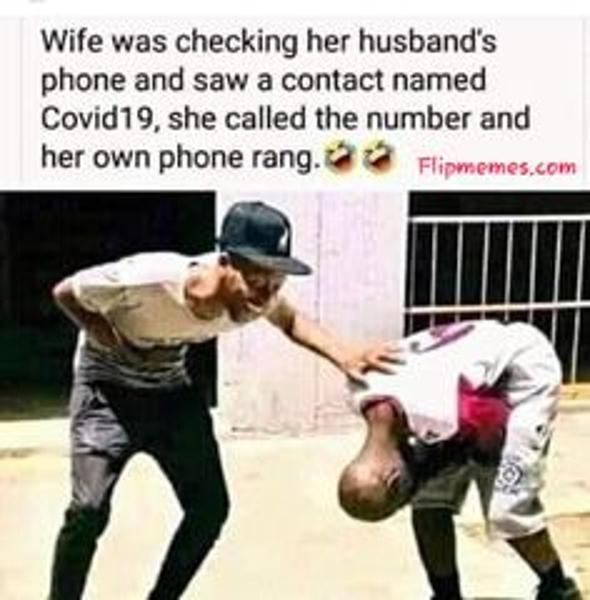 Wife was checking her husband's
phone and saw a contact named
Covid19, she called the number and
her own phone rang.🤣🤣 Flipmemes.com